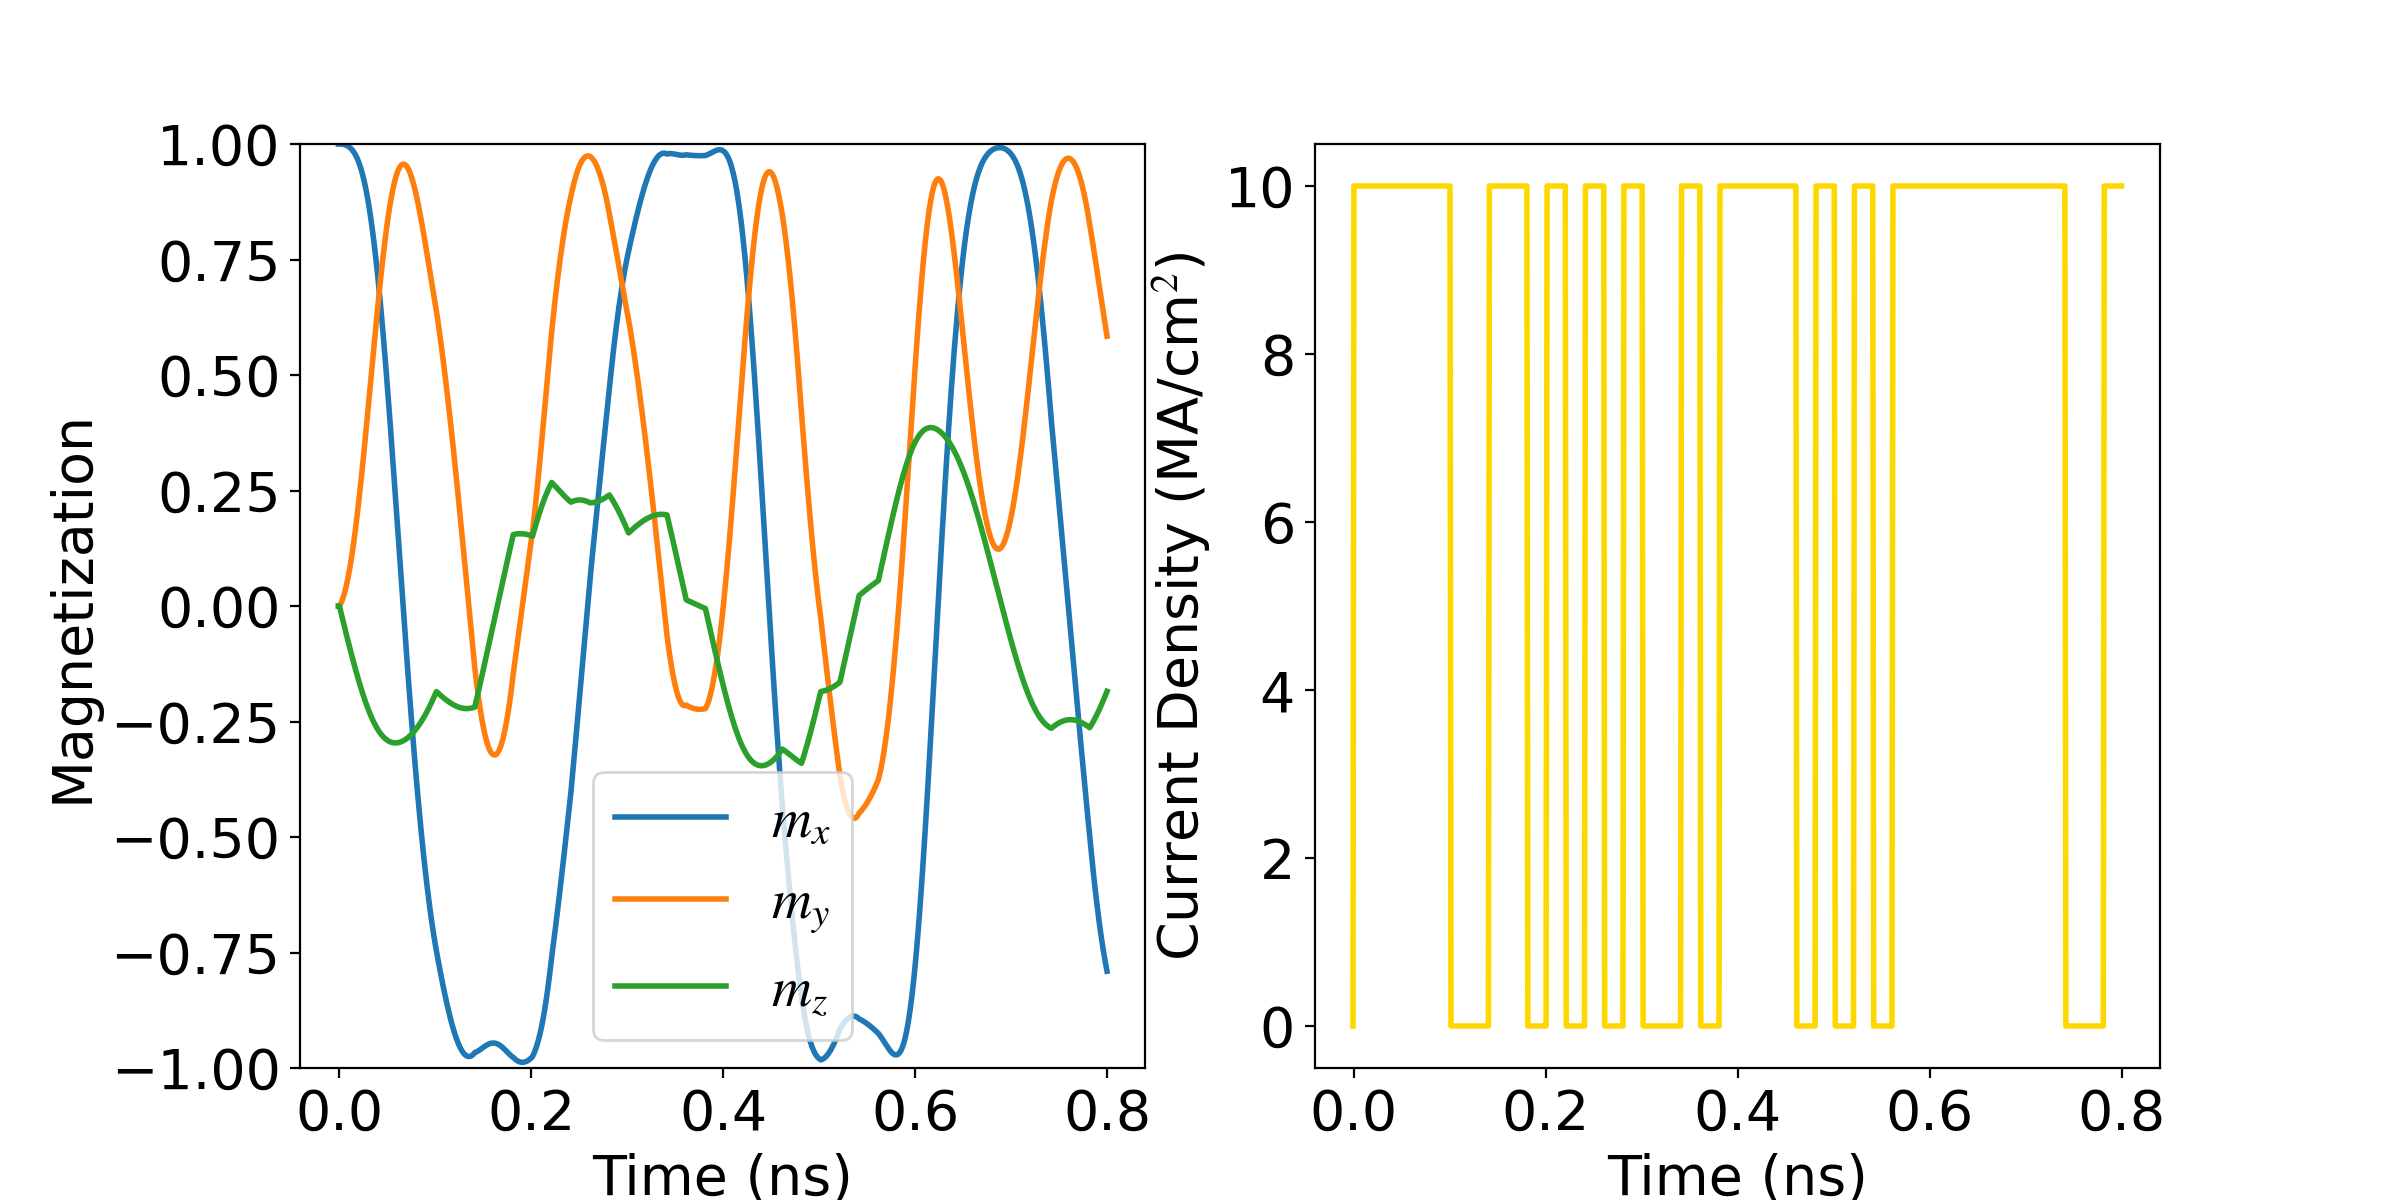 Magnetization
1.00
0.75
0.50
0.25
0.00
−0.25
−0.50
−0.75
−1.00
0.0 0.2 0.4 0.6 0.8
Time (ns)
m_x
m_y
m_z
Current Density (MA/cm²)
10
8
6
4
2
0
0.0 0.2 0.4 0.6 0.8
Time (ns)